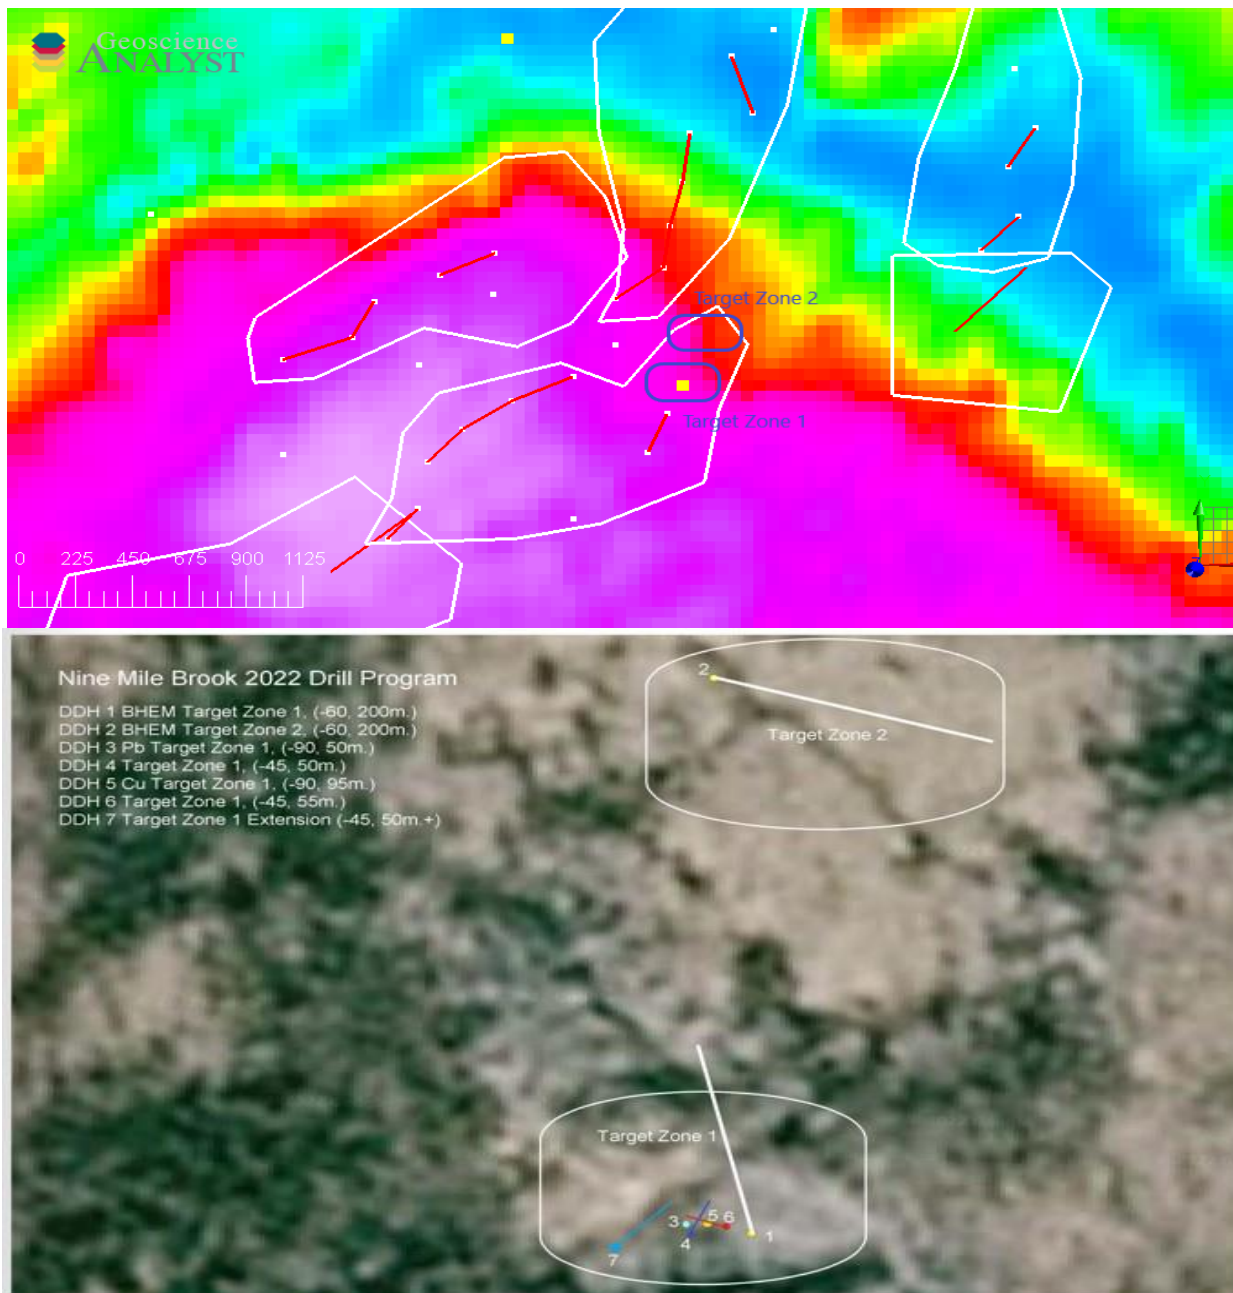 Geoscience
ANALYST
Target Zone 2
Target Zone 1
0 225 450 675 900 1125
Nine Mile Brook 2022 Drill Program
DDH 1 BHEM Target Zone 1, (-60, 200m.)
DDH 2 BHEM Target Zone 2, (-60, 200m.)
DDH 3 Pb Target Zone 1, (-90, 50m.)
DDH 4 Target Zone 1, (-45, 50m.)
DDH 5 Cu Target Zone 1, (-90, 95m.)
DDH 6 Target Zone 1, (-45, 55m.)
DDH 7 Target Zone 1 Extension (-45, 50m.+)
2
Target Zone 2
Target Zone 1
3 5 6
4 1
7